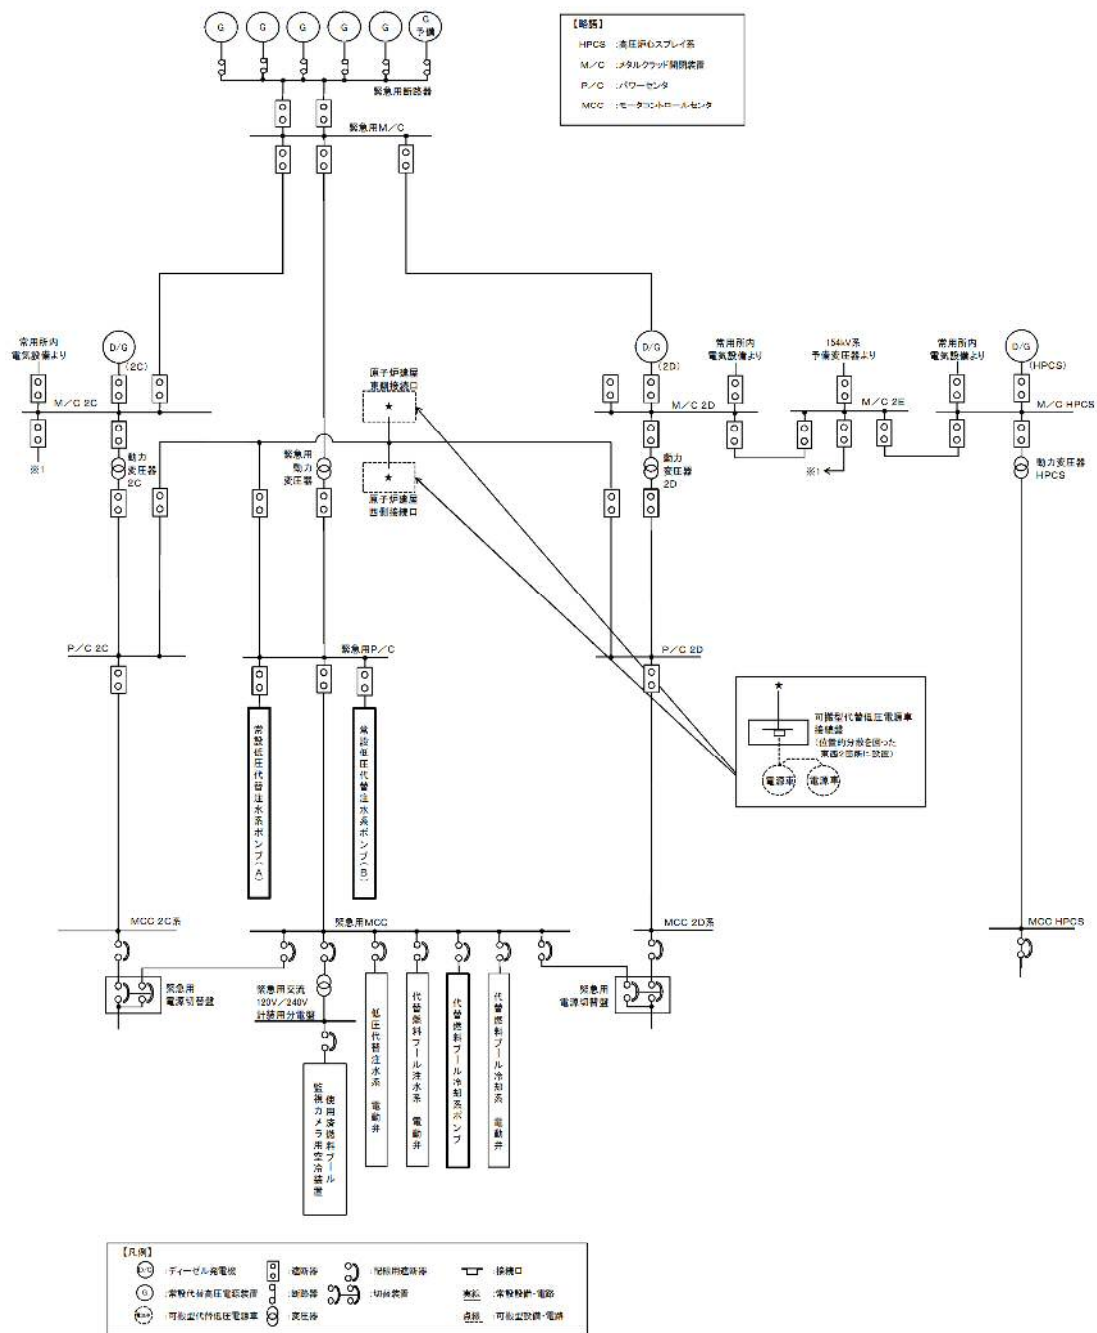 G
G
G
G
G
G
予備
緊急用断路器
緊急用M/C
【略語】
HPCS :高圧炉心スプレイ系
M/C :メタルクラッド開閉装置
P/C :パワーセンタ
MCC :モータコントロールセンタ
常用所内
電気設備より
D/G
(2C)
M/C 2C
※1
動力
変圧器
2C
原子炉建屋
東側接続口
★
★
原子炉建屋
西側接続口
緊急用
動力
変圧器
D/G
(2D)
M/C 2D
動力
変圧器
2D
常用所内
電気設備より
154kV系
予備変圧器より
M/C 2E
※1
常用所内
電気設備より
D/G
(HPCS)
M/C HPCS
動力変圧器
HPCS
P/C 2C
緊急用P/C
P/C 2D
常設低圧代替注水系ポンプ(A)
常設低圧代替注水系ポンプ(B)
★
可搬型代替低圧電源車
接続盤
(位置的分散を図った
東西2箇所に設置)
電源車
電源車
MCC 2C系
緊急用MCC
MCC 2D系
MCC HPCS
緊急用
電源切替盤
緊急用交流
120V/240V
計装用分電盤
緊急用
電源切替盤
使用済燃料プール
監視カメラ用空冷装置
低圧代替注水系 電動弁
代替燃料プール注水系 電動弁
代替燃料プール冷却系ポンプ
代替燃料プール冷却系 電動弁
【凡例】
D/G :ディーゼル発電機
:遮断器
:配線用遮断器
:接続口
G :常設代替高圧電源装置
:断路器
:切替装置
実線 :常設設備・電路
電源車 :可搬型代替低圧電源車
:変圧器
点線 :可搬型設備・電路